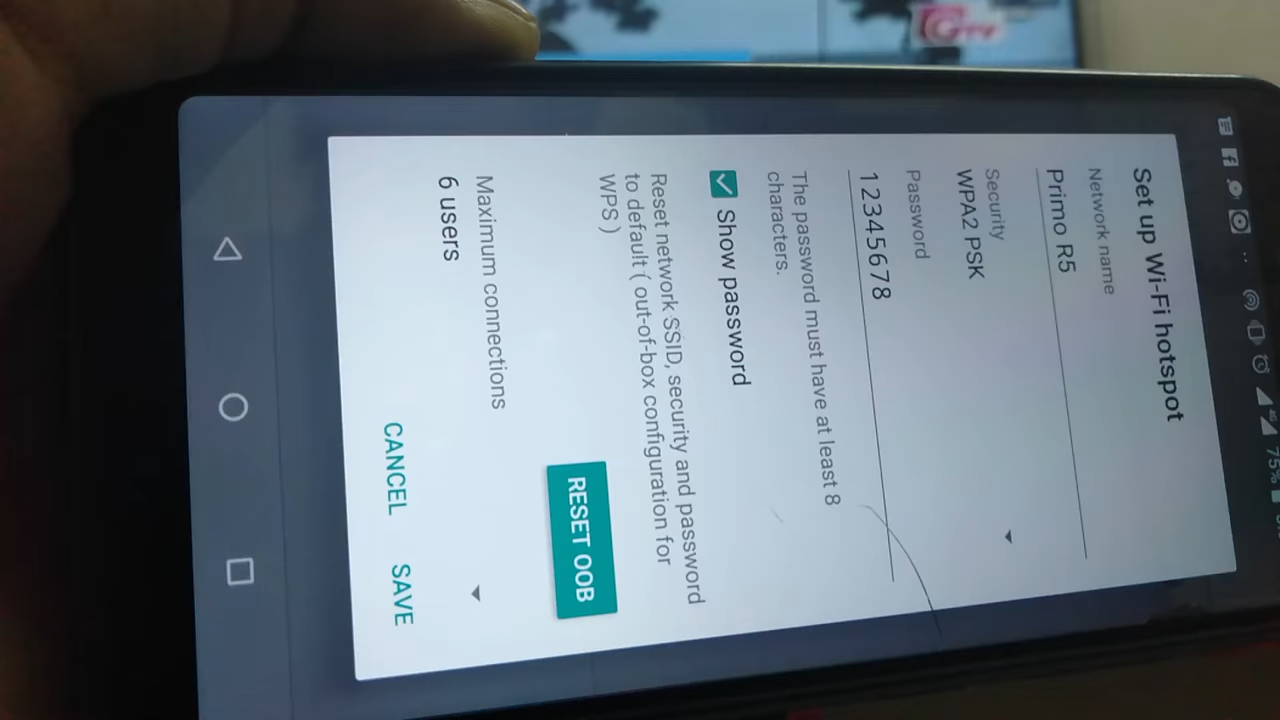 GTV
4G 75%
Set up Wi-Fi hotspot
Network name
Primo R5
Security
WPA2 PSK
Password
12345678
The password must have at least 8
characters.
Show password
Reset network SSID, security and password
to default ( out-of-box configuration for
WPS )
RESET OOB
Maximum connections
6 users
CANCEL SAVE